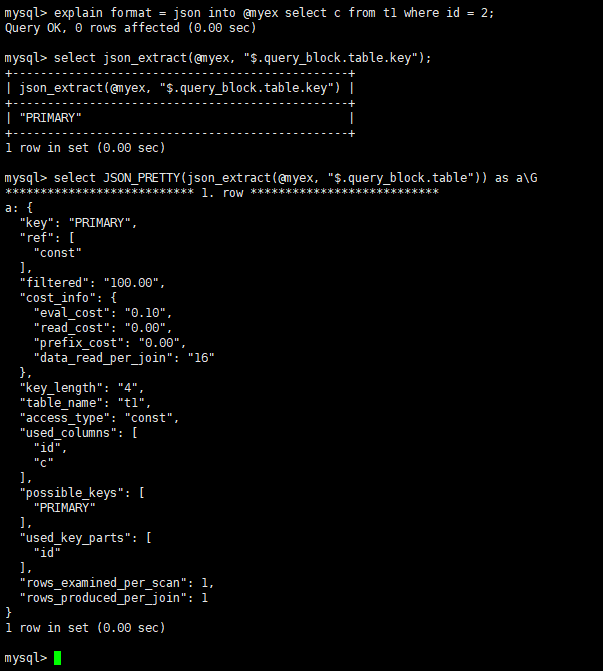 mysql> explain format = json into @myex select c from t1 where id = 2;
Query OK, 0 rows affected (0.00 sec)
mysql> select json_extract(@myex, "$.query_block.table.key");
+-----------------------------------------------+
| json_extract(@myex, "$.query_block.table.key") |
+-----------------------------------------------+
| "PRIMARY" |
+-----------------------------------------------+
1 row in set (0.00 sec)
mysql> select JSON_PRETTY(json_extract(@myex, "$.query_block.table")) as a\G
*************************** 1. row ***************************
a: {
  "key": "PRIMARY",
  "ref": [
    "const"
  ],
  "filtered": "100.00",
  "cost_info": {
    "eval_cost": "0.10",
    "read_cost": "0.00",
    "prefix_cost": "0.00",
    "data_read_per_join": "16"
  },
  "key_length": "4",
  "table_name": "t1",
  "access_type": "const",
  "used_columns": [
    "id",
    "c"
  ],
  "possible_keys": [
    "PRIMARY"
  ],
  "used_key_parts": [
    "id"
  ],
  "rows_examined_per_scan": 1,
  "rows_produced_per_join": 1
}
1 row in set (0.00 sec)
mysql>